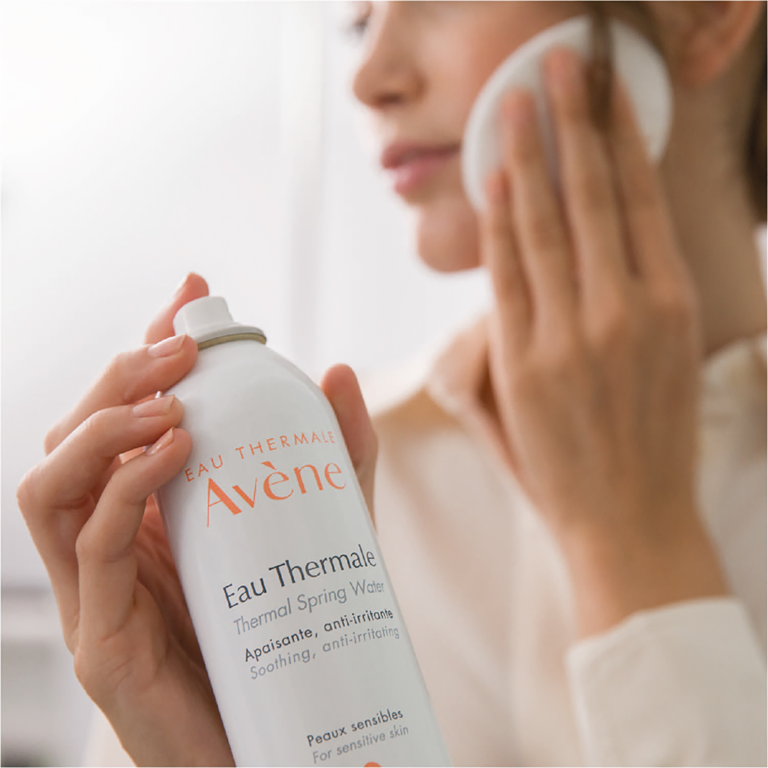 EAU THERMALE
Avène
Eau Thermale
Thermal Spring Water
Apaisante, anti-irritante
Soothing, anti-irritating
Peaux sensibles
For sensitive skin